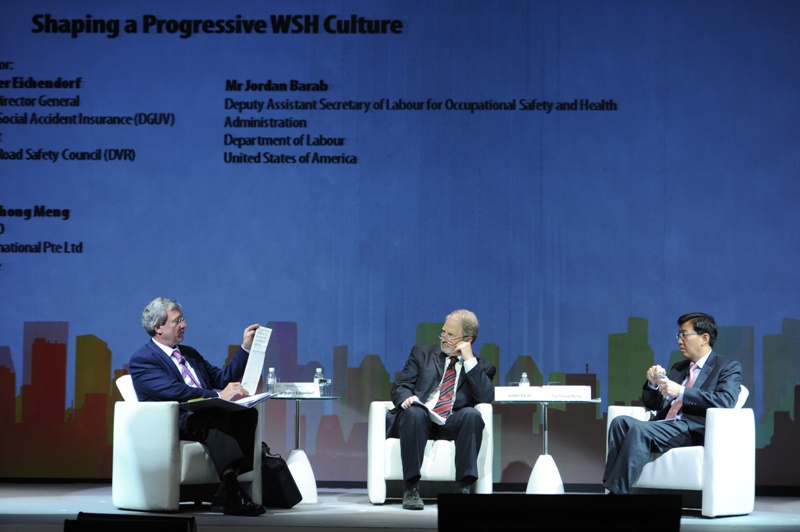 Shaping a Progressive WSH Culture
or:
er Eichendorf
irector General
Social Accident Insurance (DGUV)
Road Safety Council (DVR)
hong Meng
O
national Pte Ltd
Mr Jordan Barab
Deputy Assistant Secretary of Labour for Occupational Safety and Health
Administration
Department of Labour
United States of America